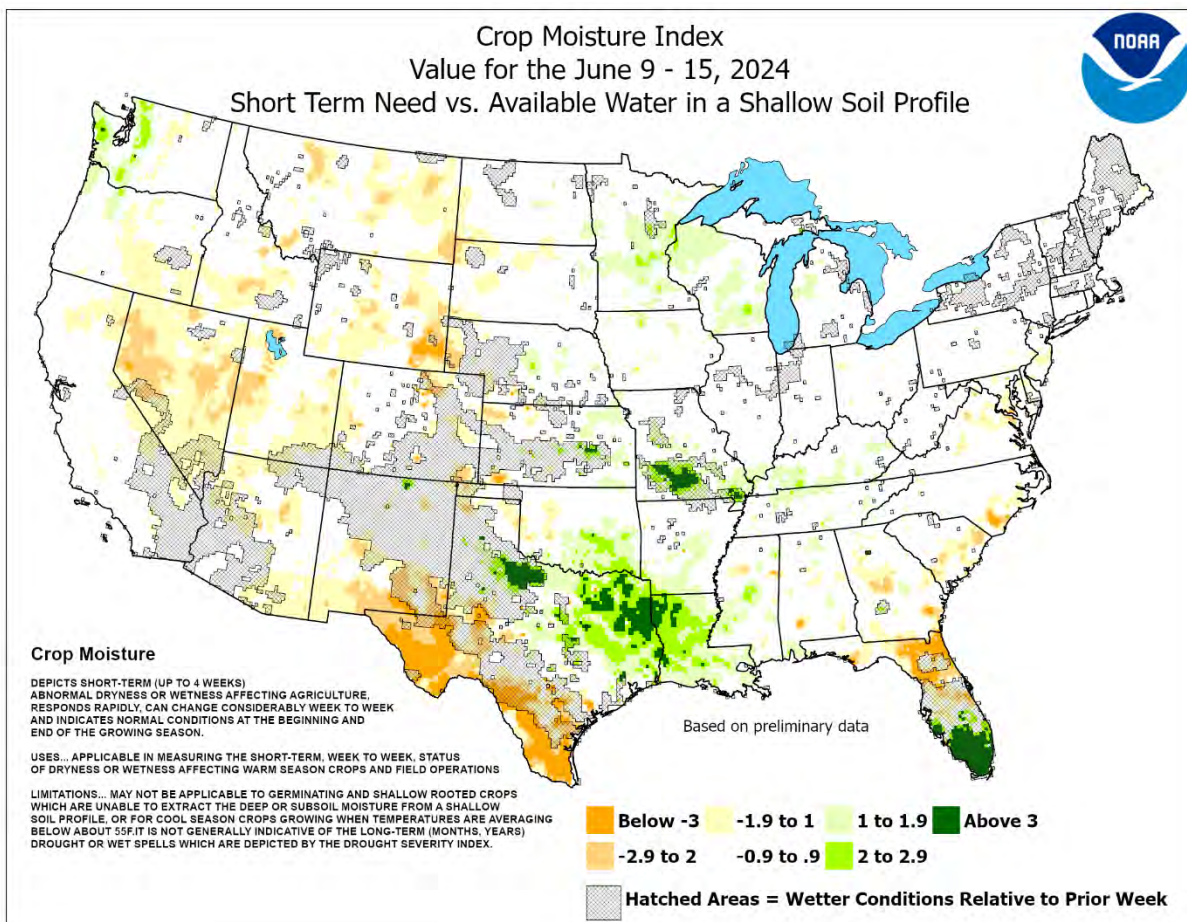 Crop Moisture Index
Value for the June 9 - 15, 2024
Short Term Need vs. Available Water in a Shallow Soil Profile
NOAA
Crop Moisture
DEPICTS SHORT-TERM (UP TO 4 WEEKS)
ABNORMAL DRYNESS OR WETNESS AFFECTING AGRICULTURE,
RESPONDS RAPIDLY, CAN CHANGE CONSIDERABLY WEEK TO WEEK
AND INDICATES NORMAL CONDITIONS AT THE BEGINNING AND
END OF THE GROWING SEASON.
USES... APPLICABLE IN MEASURING THE SHORT-TERM, WEEK TO WEEK, STATUS
OF DRYNESS OR WETNESS AFFECTING WARM SEASON CROPS AND FIELD OPERATIONS
LIMITATIONS... MAY NOT BE APPLICABLE TO GERMINATING AND SHALLOW ROOTED CROPS
WHICH ARE UNABLE TO EXTRACT THE DEEP OR SUBSOIL MOISTURE FROM A SHALLOW
SOIL PROFILE, OR FOR COOL SEASON CROPS GROWING WHEN TEMPERATURES ARE AVERAGING
BELOW ABOUT 55F.IT IS NOT GENERALLY INDICATIVE OF THE LONG-TERM (MONTHS, YEARS)
DROUGHT OR WET SPELLS WHICH ARE DEPICTED BY THE DROUGHT SEVERITY INDEX.
Based on preliminary data
Below -3 -1.9 to 1 1 to 1.9 Above 3
-2.9 to 2 -0.9 to .9 2 to 2.9
Hatched Areas = Wetter Conditions Relative to Prior Week